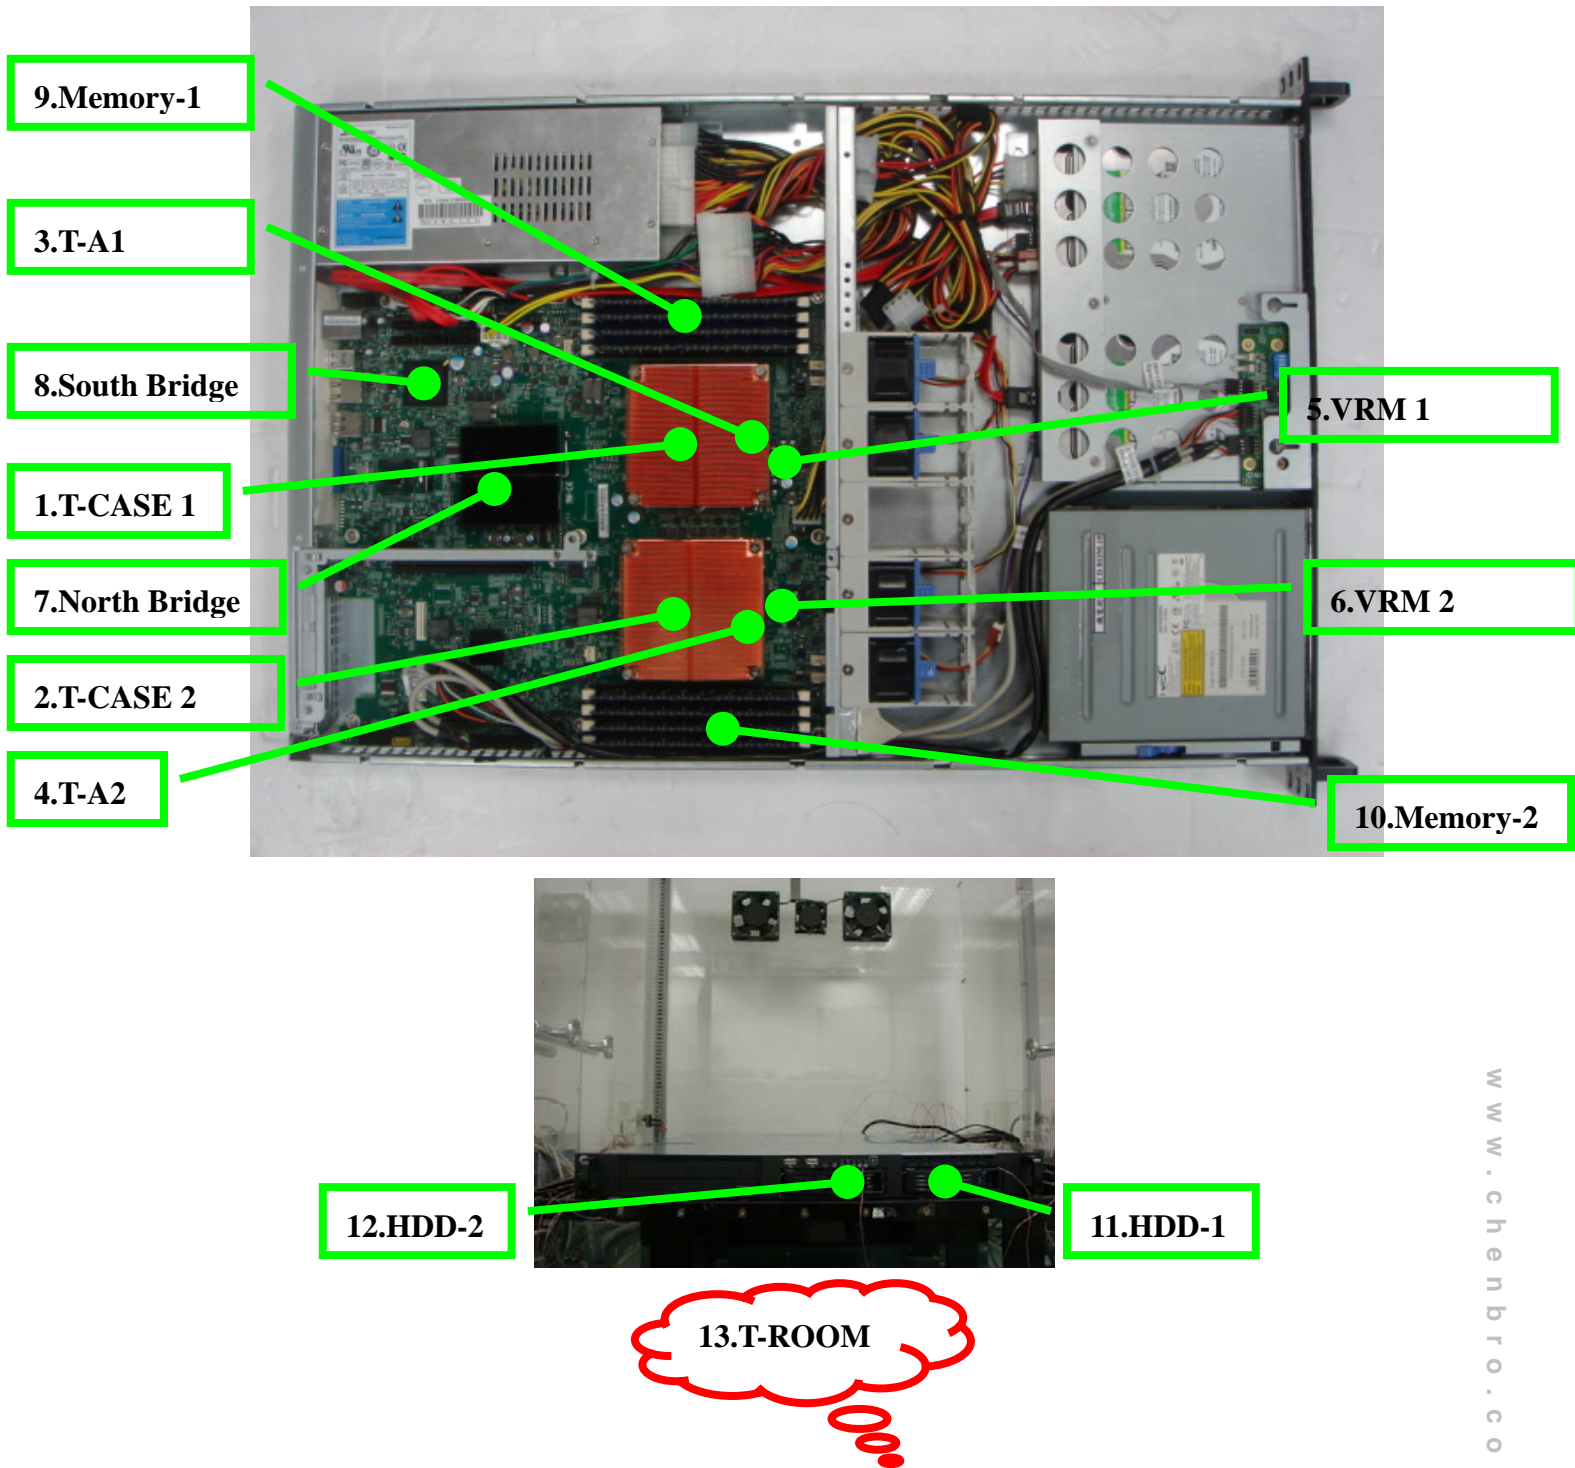 9.Memory-1
3.T-A1
8.South Bridge
5.VRM 1
1.T-CASE 1
7.North Bridge
6.VRM 2
2.T-CASE 2
4.T-A2
10.Memory-2
12.HDD-2
11.HDD-1
13.T-ROOM
www.chenbro.co